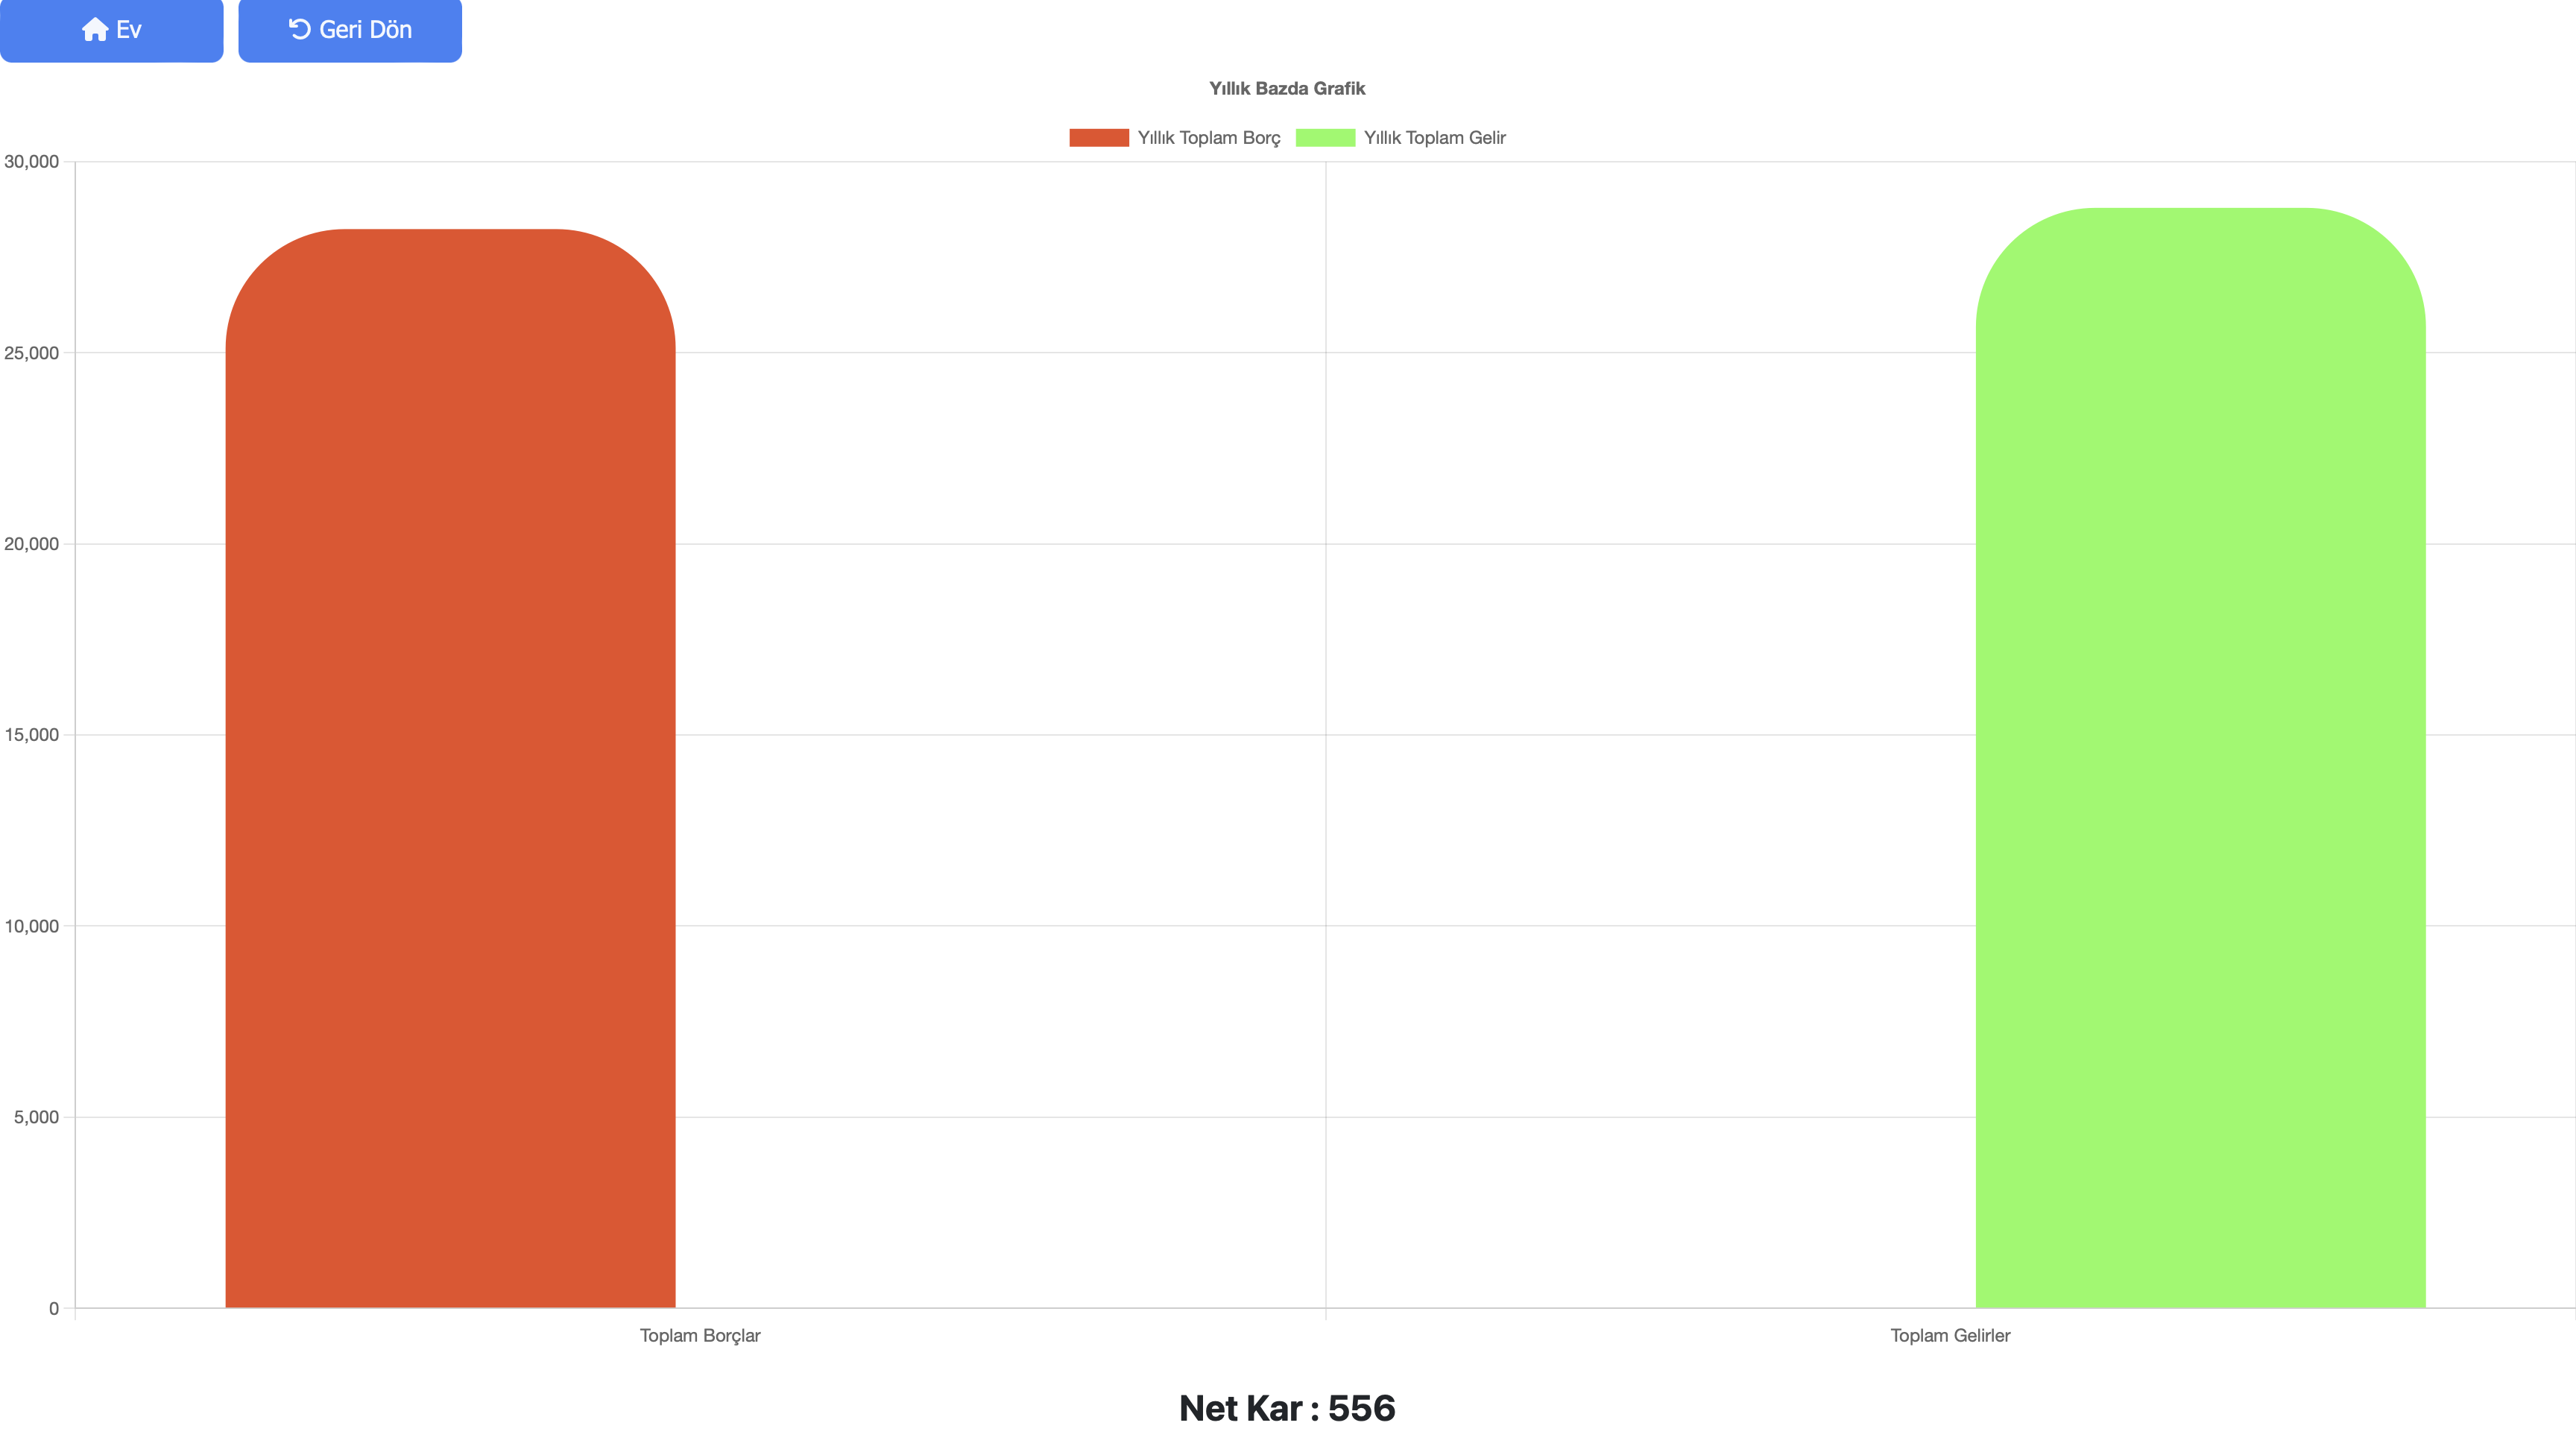 Ev
Geri Dön
Yıllık Bazda Grafik
Yıllık Toplam Borç
Yıllık Toplam Gelir
30,000
25,000
20,000
15,000
10,000
5,000
0
Toplam Borçlar
Toplam Gelirler
Net Kar : 556